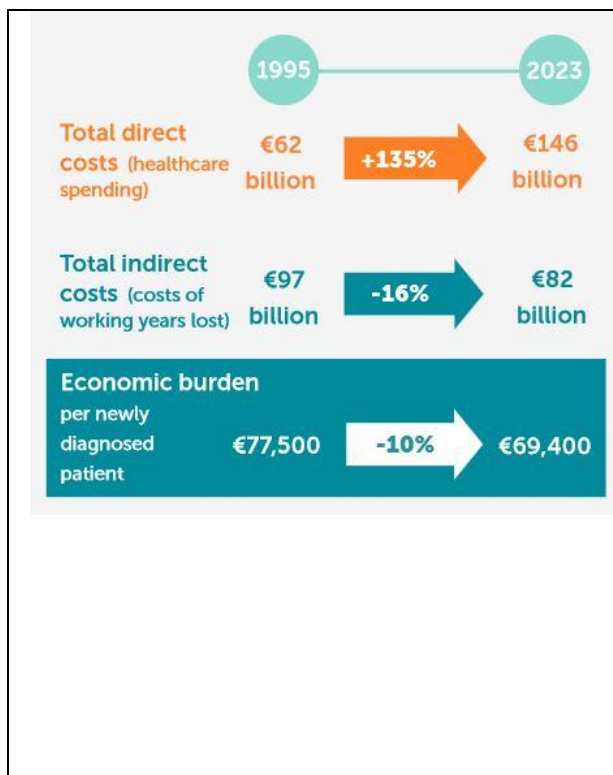 1995
2023
Total direct
costs (healthcare
spending)
€62
billion
+135%
€146
billion
Total indirect
costs (costs of
working years lost)
€97
billion
-16%
€82
billion
Economic burden
per newly
diagnosed
patient
€77,500
-10%
€69,400